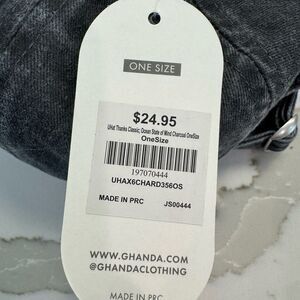 ONE SIZE
$24.95
Uhat Thanks Classic; Ocean State of Mind Charcoal OneSize
OneSize
197070444
UHAX6CHARD356OS
MADE IN PRC JS00444
WWW.GHANDA.COM
@GHANDACLOTHING
MADE IN PRC